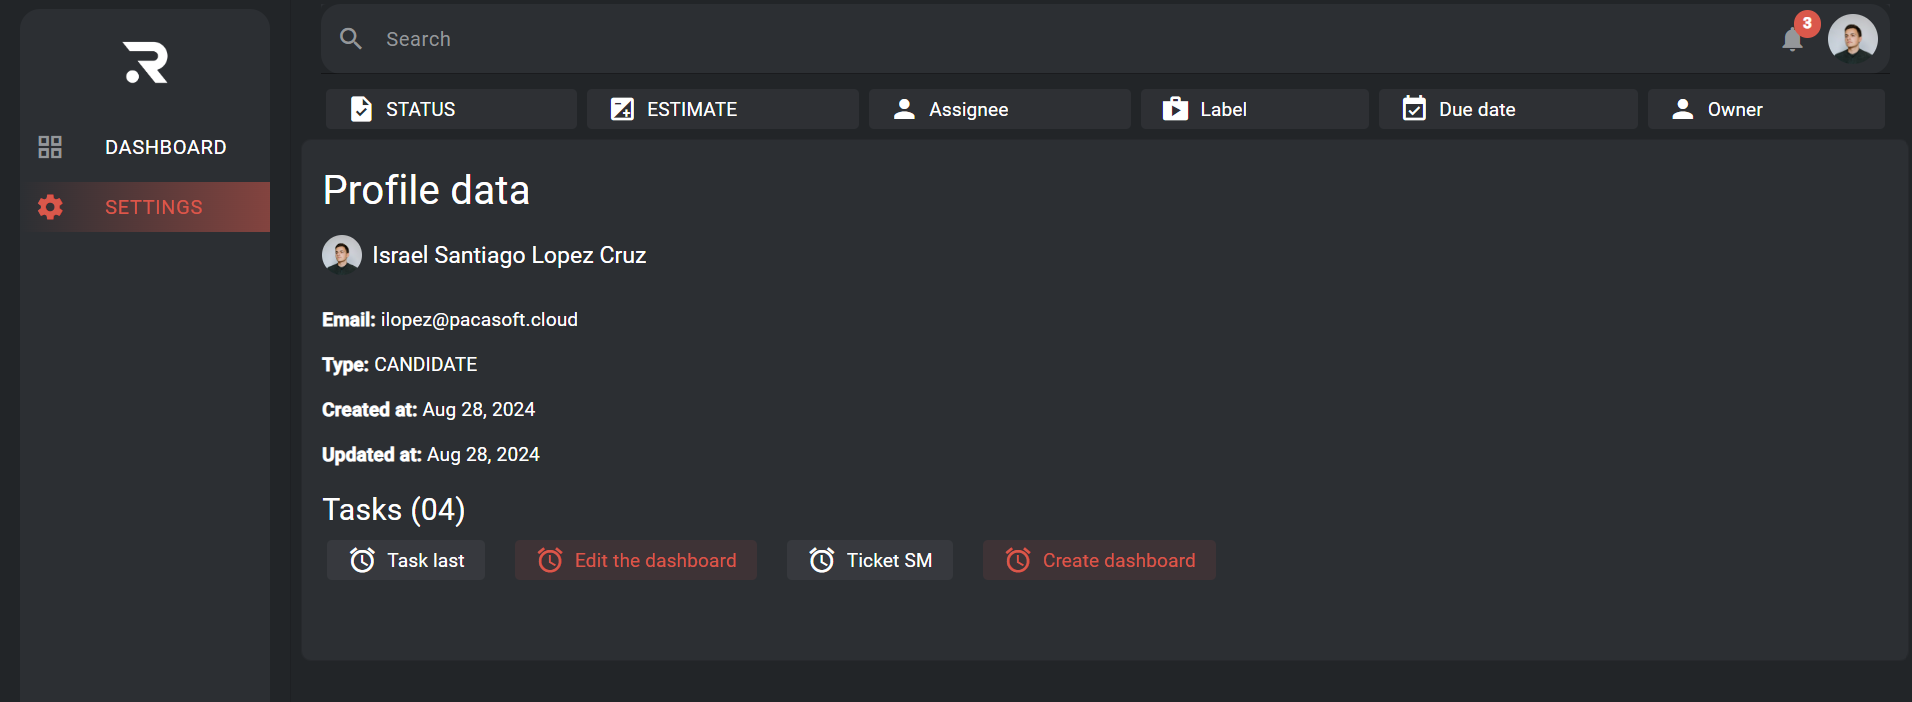 Search
3
DASHBOARD
SETTINGS
STATUS
ESTIMATE
Assignee
Label
Due date
Owner
Profile data
Israel Santiago Lopez Cruz
Email: ilopez@pacasoft.cloud
Type: CANDIDATE
Created at: Aug 28, 2024
Updated at: Aug 28, 2024
Tasks (04)
Task last
Edit the dashboard
Ticket SM
Create dashboard